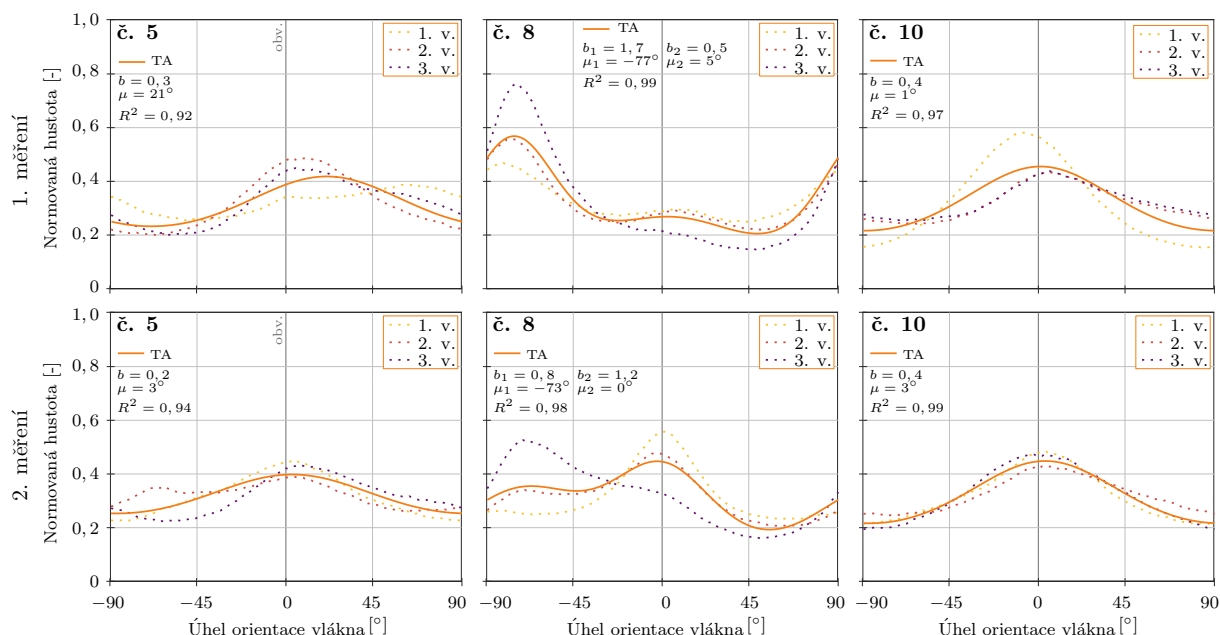 1. měření
Normovaná hustota [-]
1,0
0,8
0,6
0,4
0,2
0
č. 5
obv.
TA
b = 0,3
μ = 21°
R² = 0,92
1. v.
2. v.
3. v.
č. 8
TA
b₁ = 1,7 b₂ = 0,5
μ₁ = −77° μ₂ = 5°
R² = 0,99
1. v.
2. v.
3. v.
č. 10
TA
b = 0,4
μ = 1°
R² = 0,97
1. v.
2. v.
3. v.
2. měření
Normovaná hustota [-]
1,0
0,8
0,6
0,4
0,2
0
č. 5
obv.
TA
b = 0,2
μ = 3°
R² = 0,94
1. v.
2. v.
3. v.
č. 8
TA
b₁ = 0,8 b₂ = 1,2
μ₁ = −73° μ₂ = 0°
R² = 0,98
1. v.
2. v.
3. v.
č. 10
TA
b = 0,4
μ = 3°
R² = 0,99
1. v.
2. v.
3. v.
−90 −45 0 45 90
−90 −45 0 45 90
−90 −45 0 45 90
Úhel orientace vlákna [°]
Úhel orientace vlákna [°]
Úhel orientace vlákna [°]